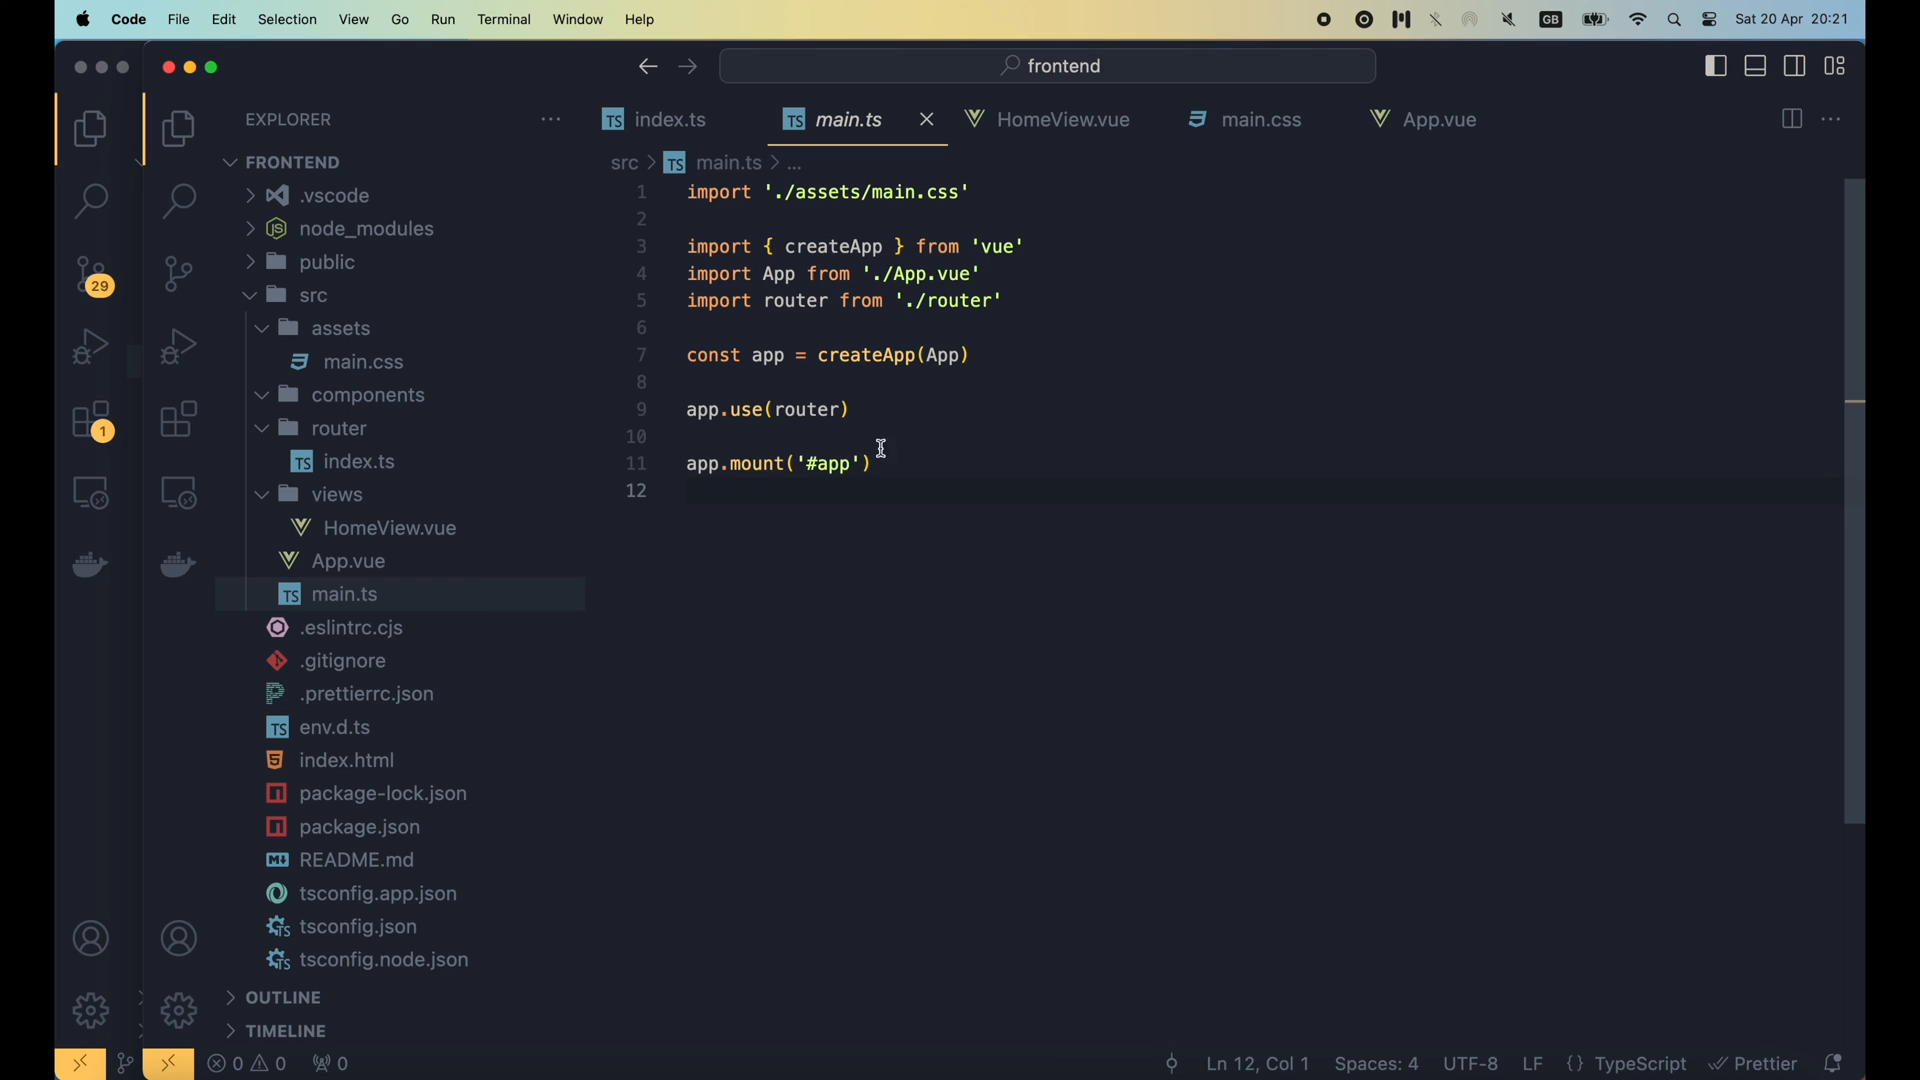 Code File Edit Selection View Go Run Terminal Window Help GB Sat 20 Apr 20:21
frontend
EXPLORER
index.ts main.ts HomeView.vue main.css App.vue
src > main.ts > ...
FRONTEND
.vscode
node_modules
public
src
assets
main.css
components
router
index.ts
views
HomeView.vue
App.vue
main.ts
.eslintrc.cjs
.gitignore
.prettierrc.json
env.d.ts
index.html
package-lock.json
package.json
README.md
tsconfig.app.json
tsconfig.json
tsconfig.node.json
OUTLINE
TIMELINE
29
1
1 import './assets/main.css'
2
3 import { createApp } from 'vue'
4 import App from './App.vue'
5 import router from './router'
6
7 const app = createApp(App)
8
9 app.use(router)
10
11 app.mount('#app')
12
0 0 0 Ln 12, Col 1 Spaces: 4 UTF-8 LF {} TypeScript Prettier